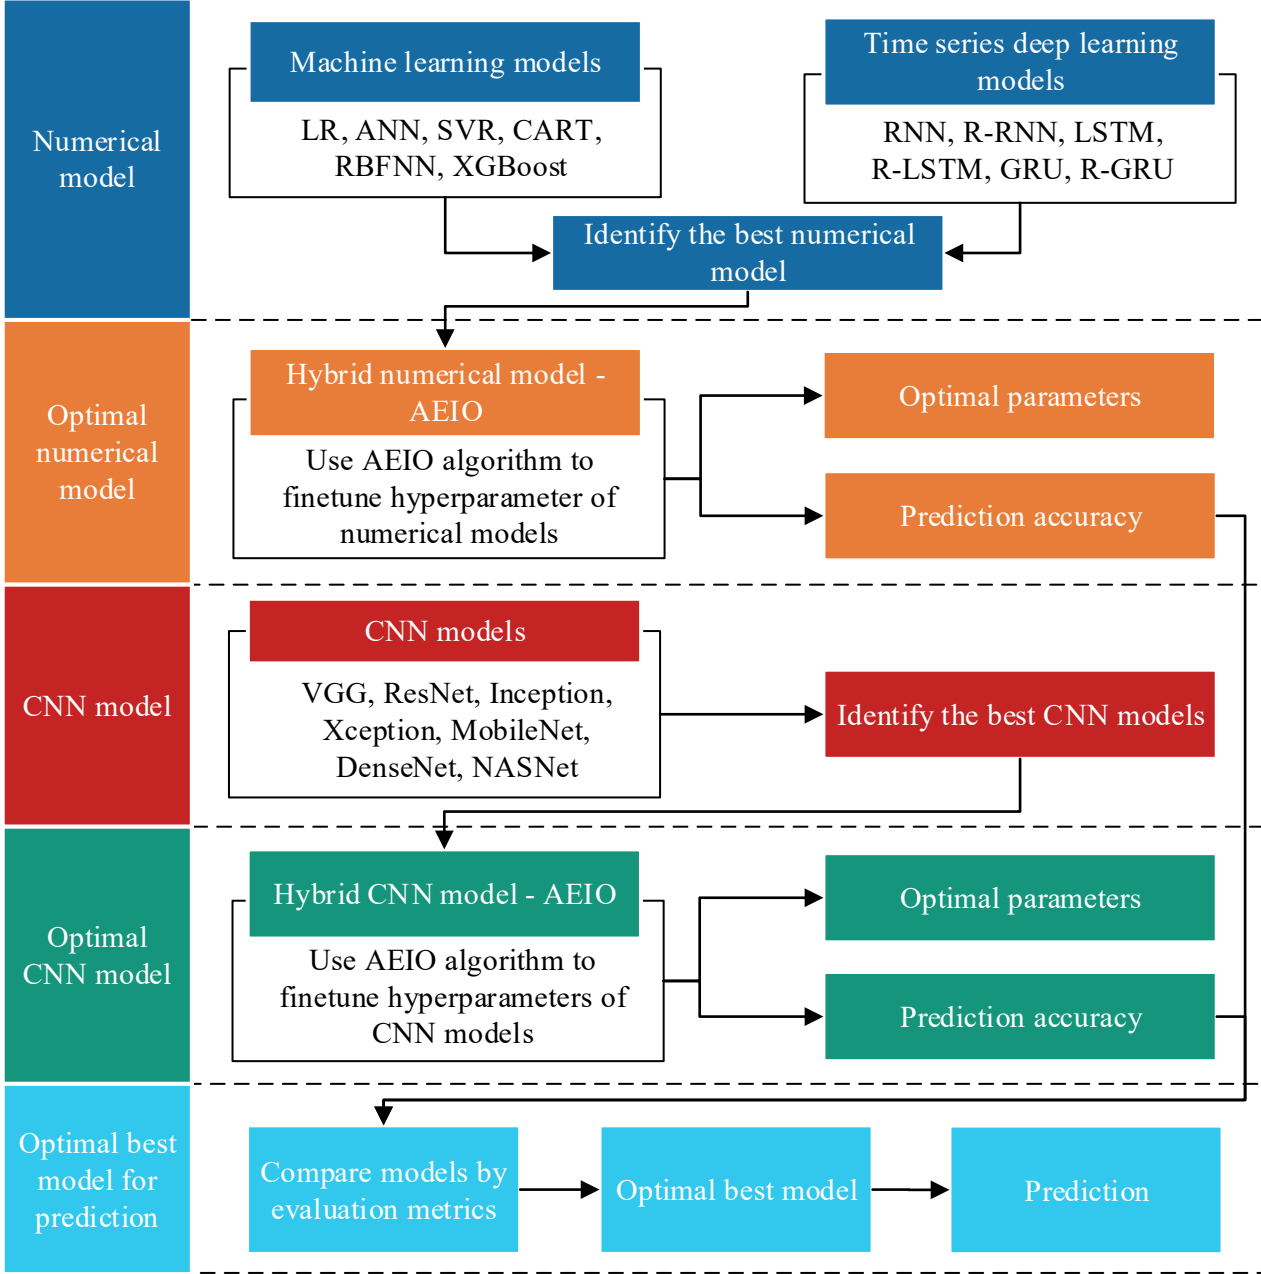 Numerical
model
Machine learning models
LR, ANN, SVR, CART,
RBFNN, XGBoost
Time series deep learning
models
RNN, R-RNN, LSTM,
R-LSTM, GRU, R-GRU
Identify the best numerical
model
Optimal
numerical
model
Hybrid numerical model -
AEIO
Use AEIO algorithm to
finetune hyperparameter of
numerical models
Optimal parameters
Prediction accuracy
CNN model
CNN models
VGG, ResNet, Inception,
Xception, MobileNet,
DenseNet, NASNet
Identify the best CNN models
Optimal
CNN model
Hybrid CNN model - AEIO
Use AEIO algorithm to
finetune hyperparameters of
CNN models
Optimal parameters
Prediction accuracy
Optimal best
model for
prediction
Compare models by
evaluation metrics
Optimal best model
Prediction